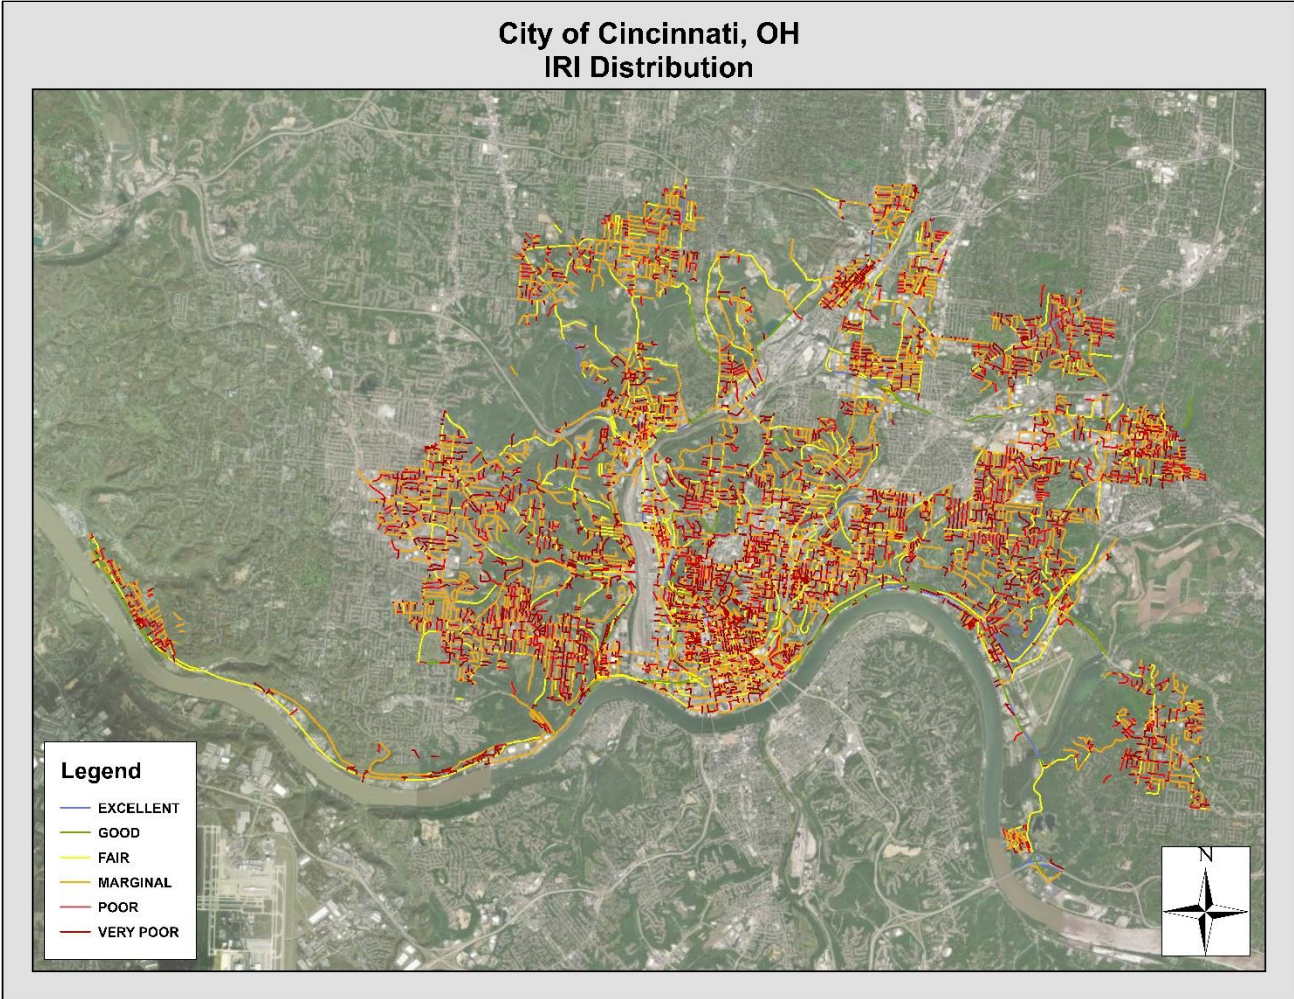 City of Cincinnati, OH
IRI Distribution
Legend
EXCELLENT
GOOD
FAIR
MARGINAL
POOR
VERY POOR
N